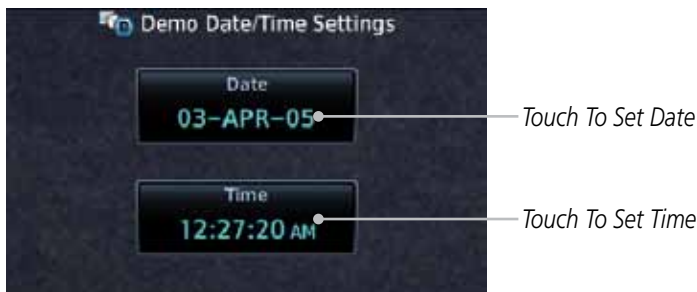 Demo Date/Time Settings
Date
03-APR-05
Touch To Set Date
Time
12:27:20 AM
Touch To Set Time